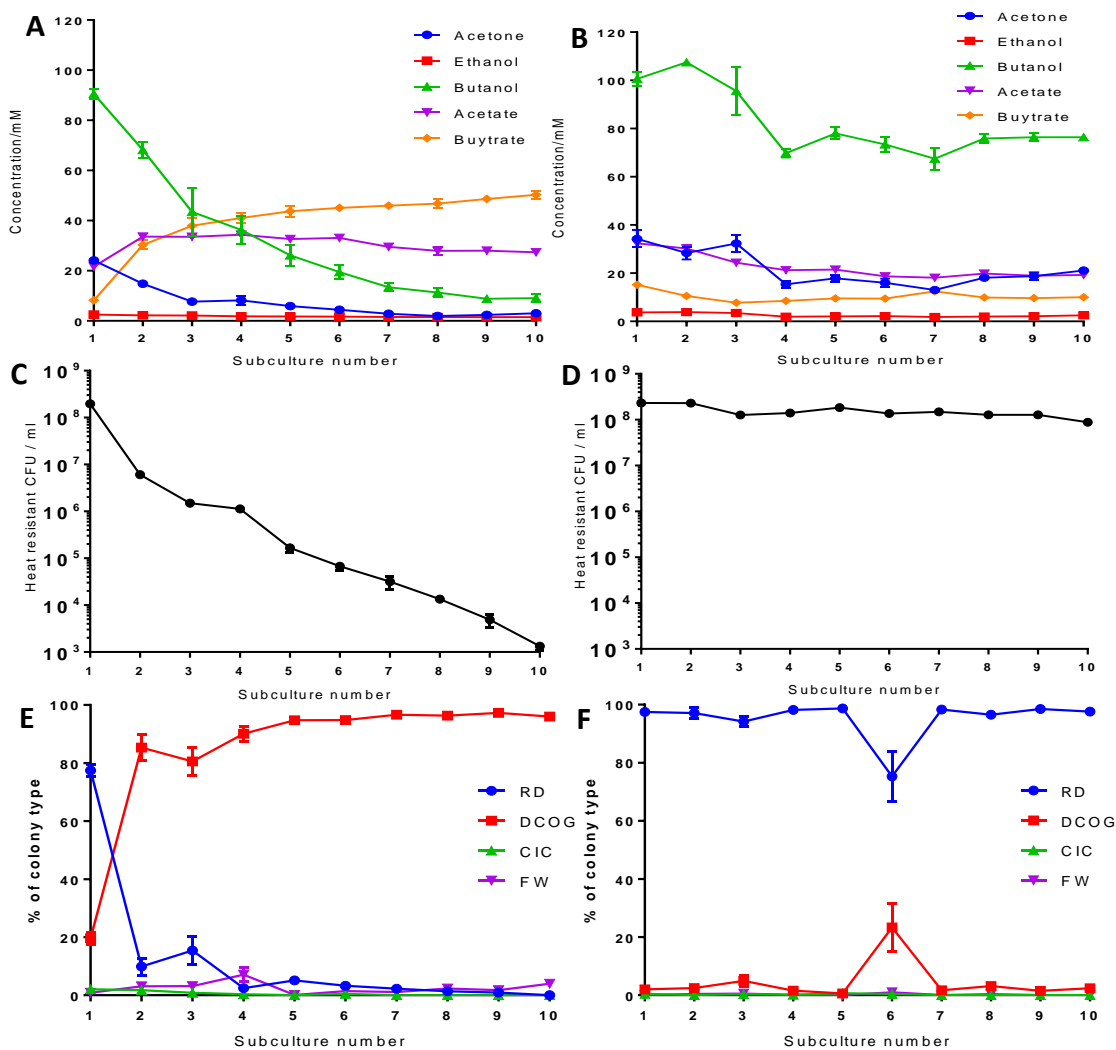 A
120
100
80
60
40
20
0
Concentration/mM
Acetone
Ethanol
Butanol
Acetate
Buytrate
1 2 3 4 5 6 7 8 9 10
Subculture number
B
120
100
80
60
40
20
0
Concentration/mM
Acetone
Ethanol
Butanol
Acetate
Buytrate
1 2 3 4 5 6 7 8 9 10
Subculture number
C
10⁹
10⁸
10⁷
10⁶
10⁵
10⁴
10³
Heat resistant CFU / ml
1 2 3 4 5 6 7 8 9 10
Subculture number
D
10⁹
10⁸
10⁷
10⁶
10⁵
10⁴
10³
Heat resistant CFU / ml
1 2 3 4 5 6 7 8 9 10
Subculture number
E
100
80
60
40
20
0
% of colony type
RD
DCOG
CIC
FW
1 2 3 4 5 6 7 8 9 10
Subculture number
F
100
80
60
40
20
0
% of colony type
RD
DCOG
CIC
FW
1 2 3 4 5 6 7 8 9 10
Subculture number